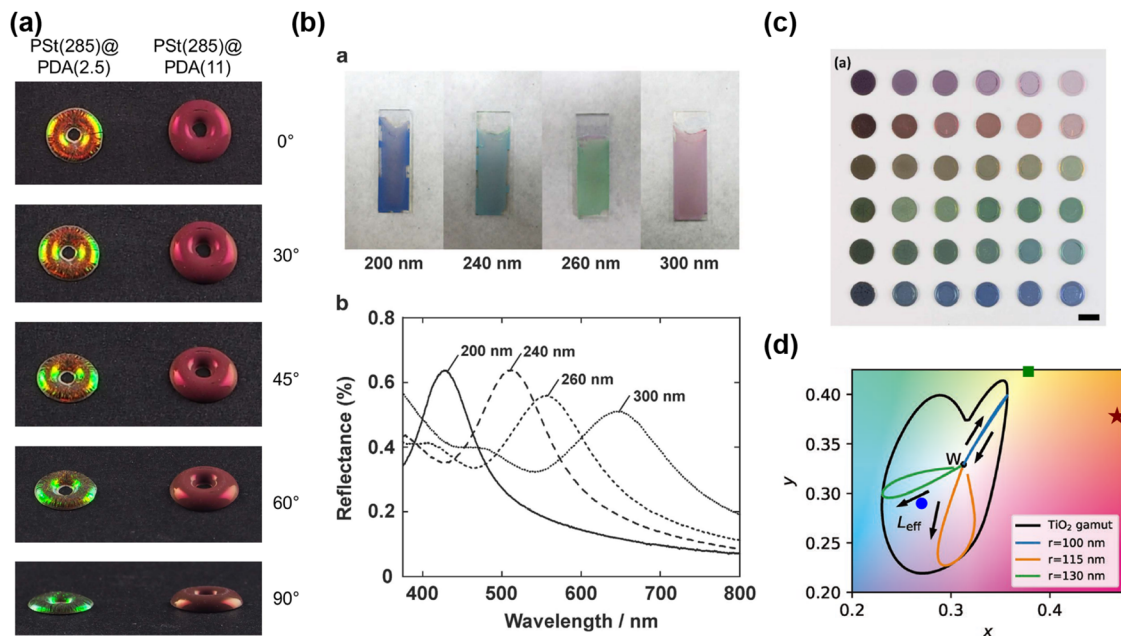 (a)
PSt(285)@
PDA(2.5)
PSt(285)@
PDA(11)
0°
30°
45°
60°
90°
(b)
a
200 nm 240 nm 260 nm 300 nm
b
Reflectance (%)
0.8
0.6
0.4
0.2
0
200 nm
240 nm
260 nm
300 nm
400 500 600 700 800
Wavelength / nm
(c)
(a)
(d)
y
0.40
0.35
0.30
0.25
0.20
W
L eff
TiO2 gamut
r=100 nm
r=115 nm
r=130 nm
0.2 0.3 0.4
x